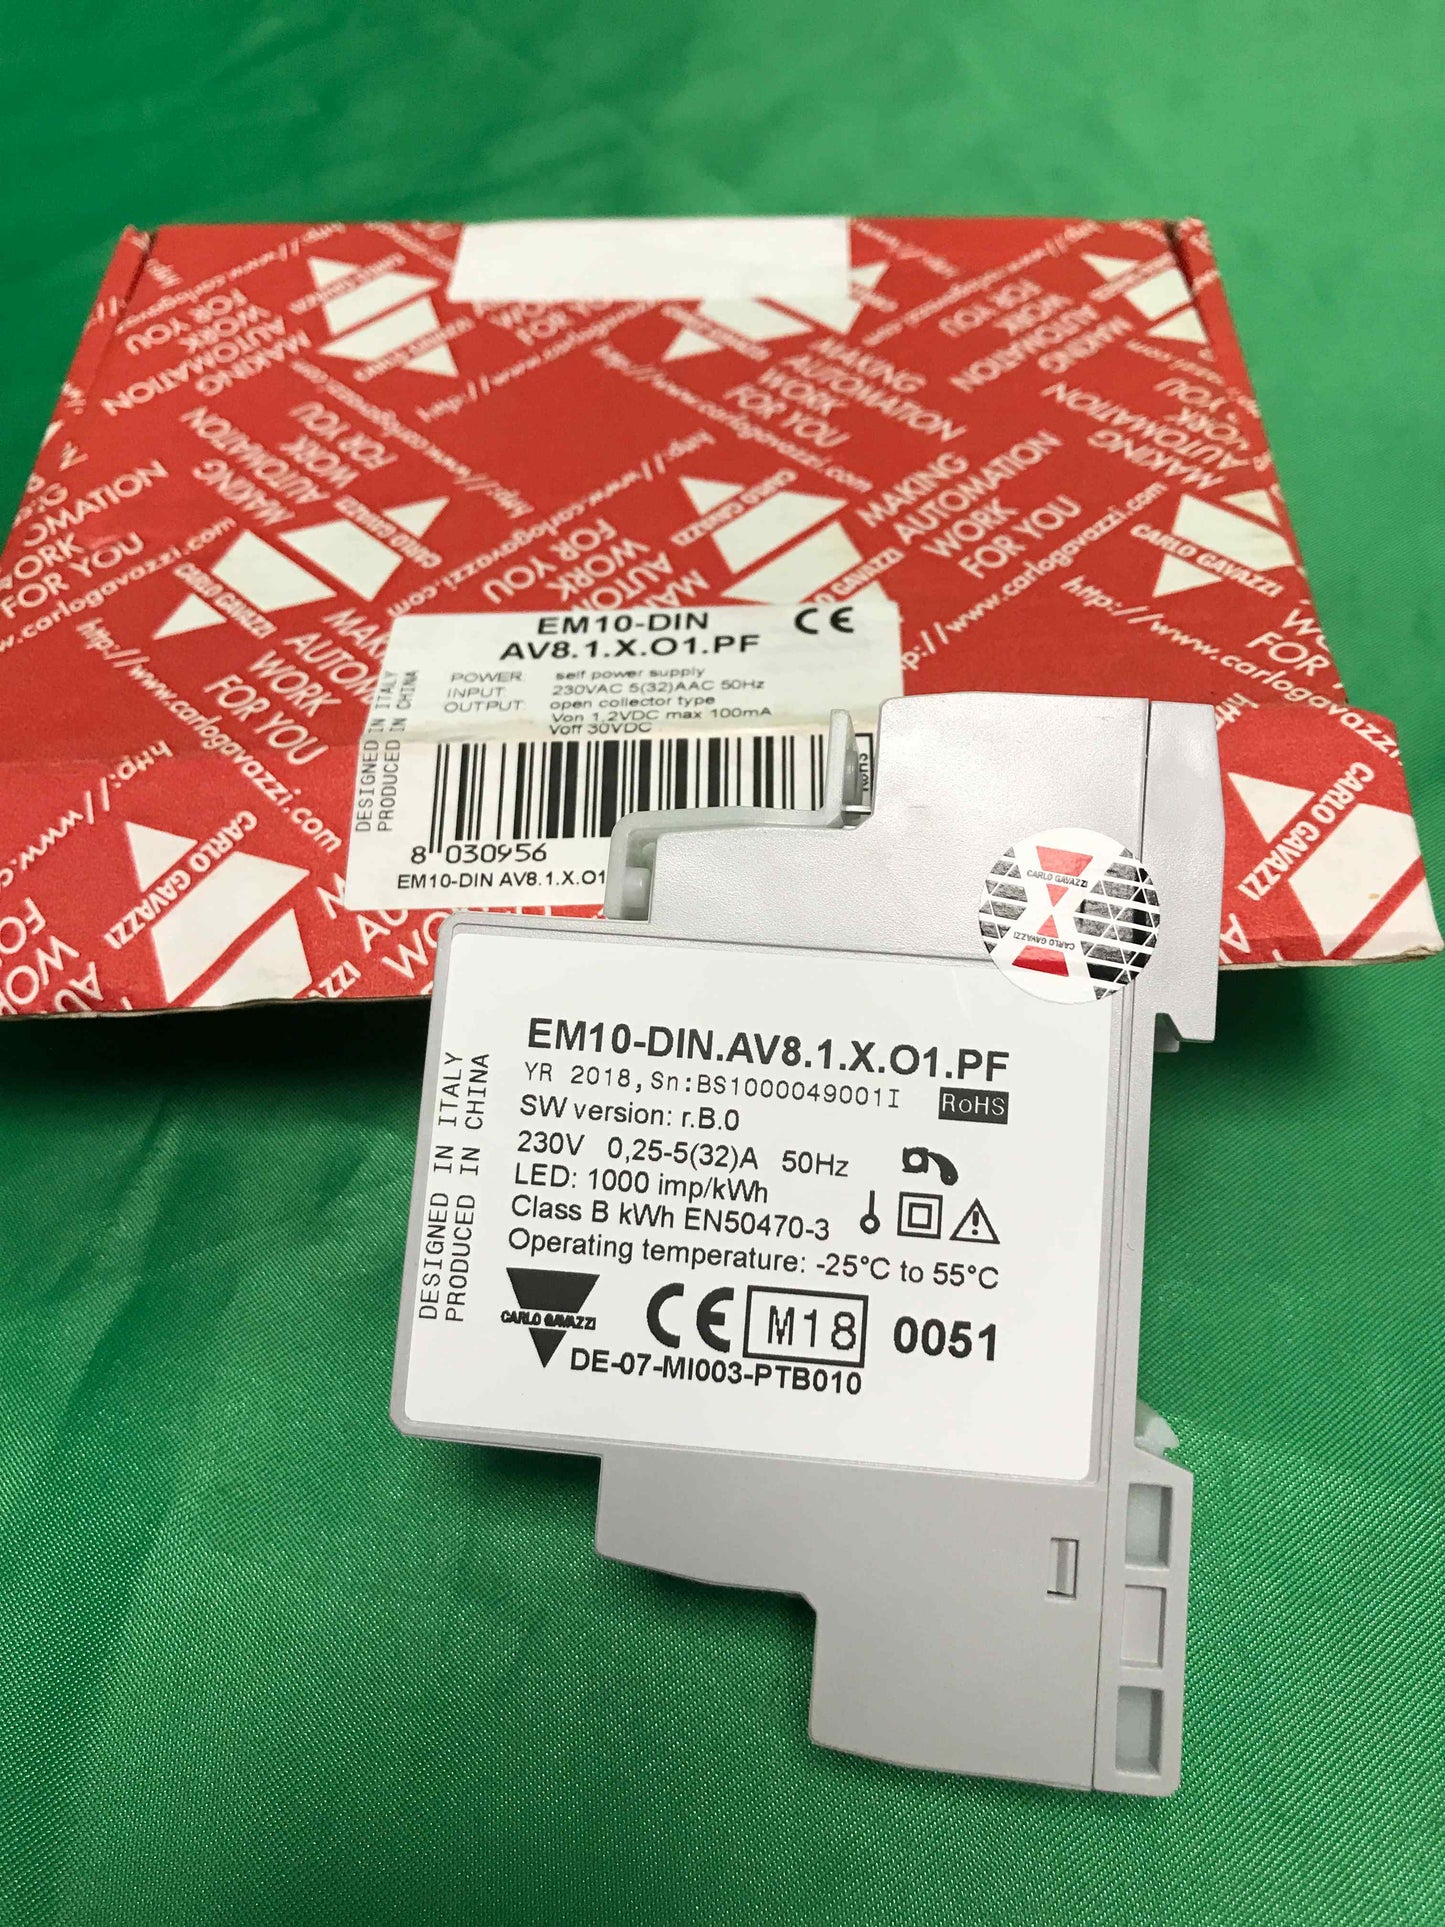 EM10-DIN
AV8.1.X.O1.PF
CE
POWER: self power supply
INPUT: 230VAC 5(32)AAC 50Hz
OUTPUT: open collector type
Von 1,2VDC max 100mA
Voff 30VDC
DESIGNED IN ITALY
PRODUCED IN CHINA
RoHS
8 030956
EM10-DIN AV8.1.X.O1
MAKING
AUTOMATION
WORK
FOR YOU
http://www.carlogavazzi.com
CARLO GAVAZZI
CARLO GAVAZZI
CARLO GAVAZZI
EM10-DIN.AV8.1.X.O1.PF
YR 2018, Sn:BS1000049001I
RoHS
SW version: r.B.0
230V 0,25-5(32)A 50Hz
LED: 1000 imp/kWh
Class B kWh EN50470-3
Operating temperature: -25°C to 55°C
CARLO GAVAZZI
CE M18 0051
DE-07-MI003-PTB010
DESIGNED IN ITALY
PRODUCED IN CHINA